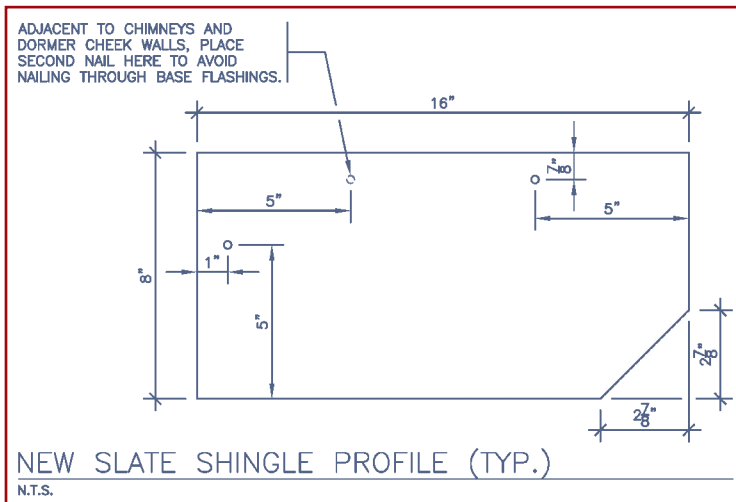 ADJACENT TO CHIMNEYS AND
DORMER CHEEK WALLS, PLACE
SECOND NAIL HERE TO AVOID
NAILING THROUGH BASE FLASHINGS.
16"
7/8"
5"
5"
1"
8"
5"
2 7/8"
2 7/8"
NEW SLATE SHINGLE PROFILE (TYP.)
N.T.S.